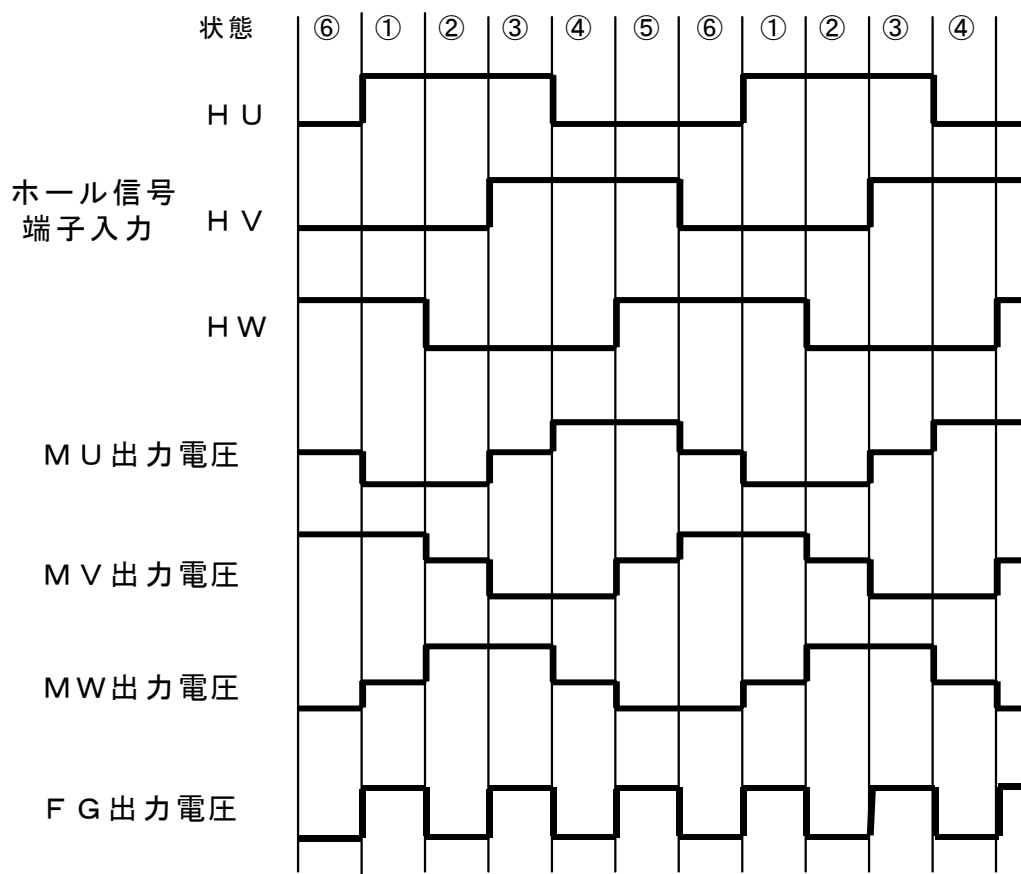 状態 ⑥ ① ② ③ ④ ⑤ ⑥ ① ② ③ ④
ＨＵ
ホール信号
端子入力 ＨＶ
ＨＷ
ＭＵ出力電圧
ＭＶ出力電圧
ＭＷ出力電圧
ＦＧ出力電圧